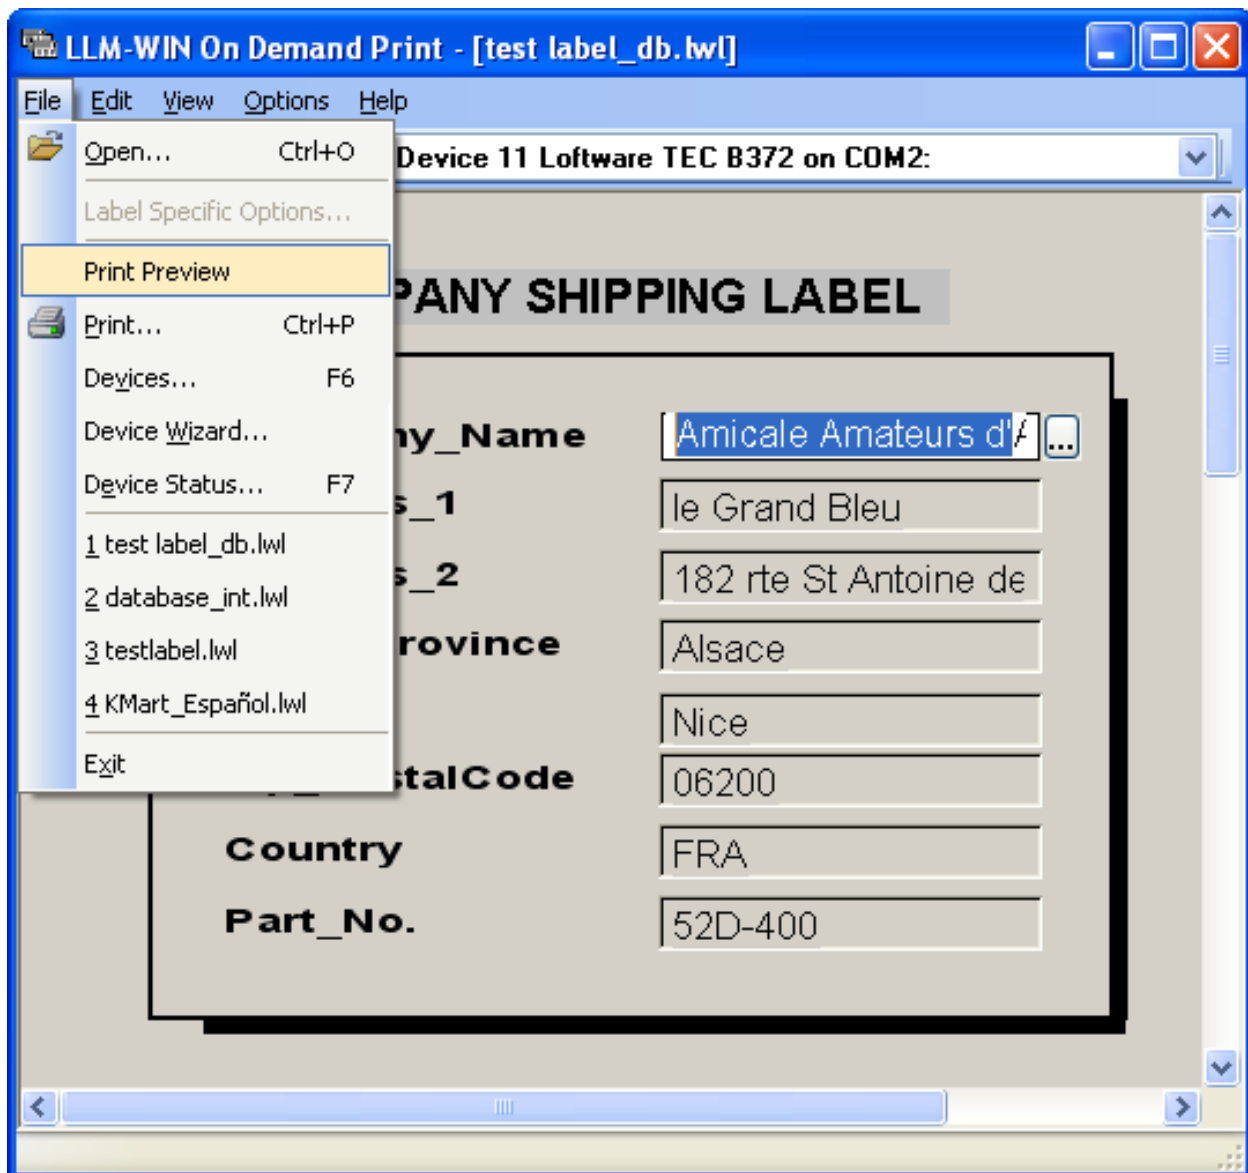 LLM-WIN On Demand Print - [test label_db.lwl]
File Edit View Options Help
Open... Ctrl+O
Device 11 Loftware TEC B372 on COM2:
Label Specific Options...
Print Preview
PANY SHIPPING LABEL
Print... Ctrl+P
Devices... F6
Device Wizard...
ny_Name Amicale Amateurs d' ...
Device Status... F7
s_1 le Grand Bleu
1 test label_db.lwl
s_2 182 rte St Antoine de
2 database_int.lwl
3 testlabel.lwl
rovince Alsace
4 KMart_Español.lwl
Nice
Exit
stalCode 06200
Country FRA
Part_No. 52D-400